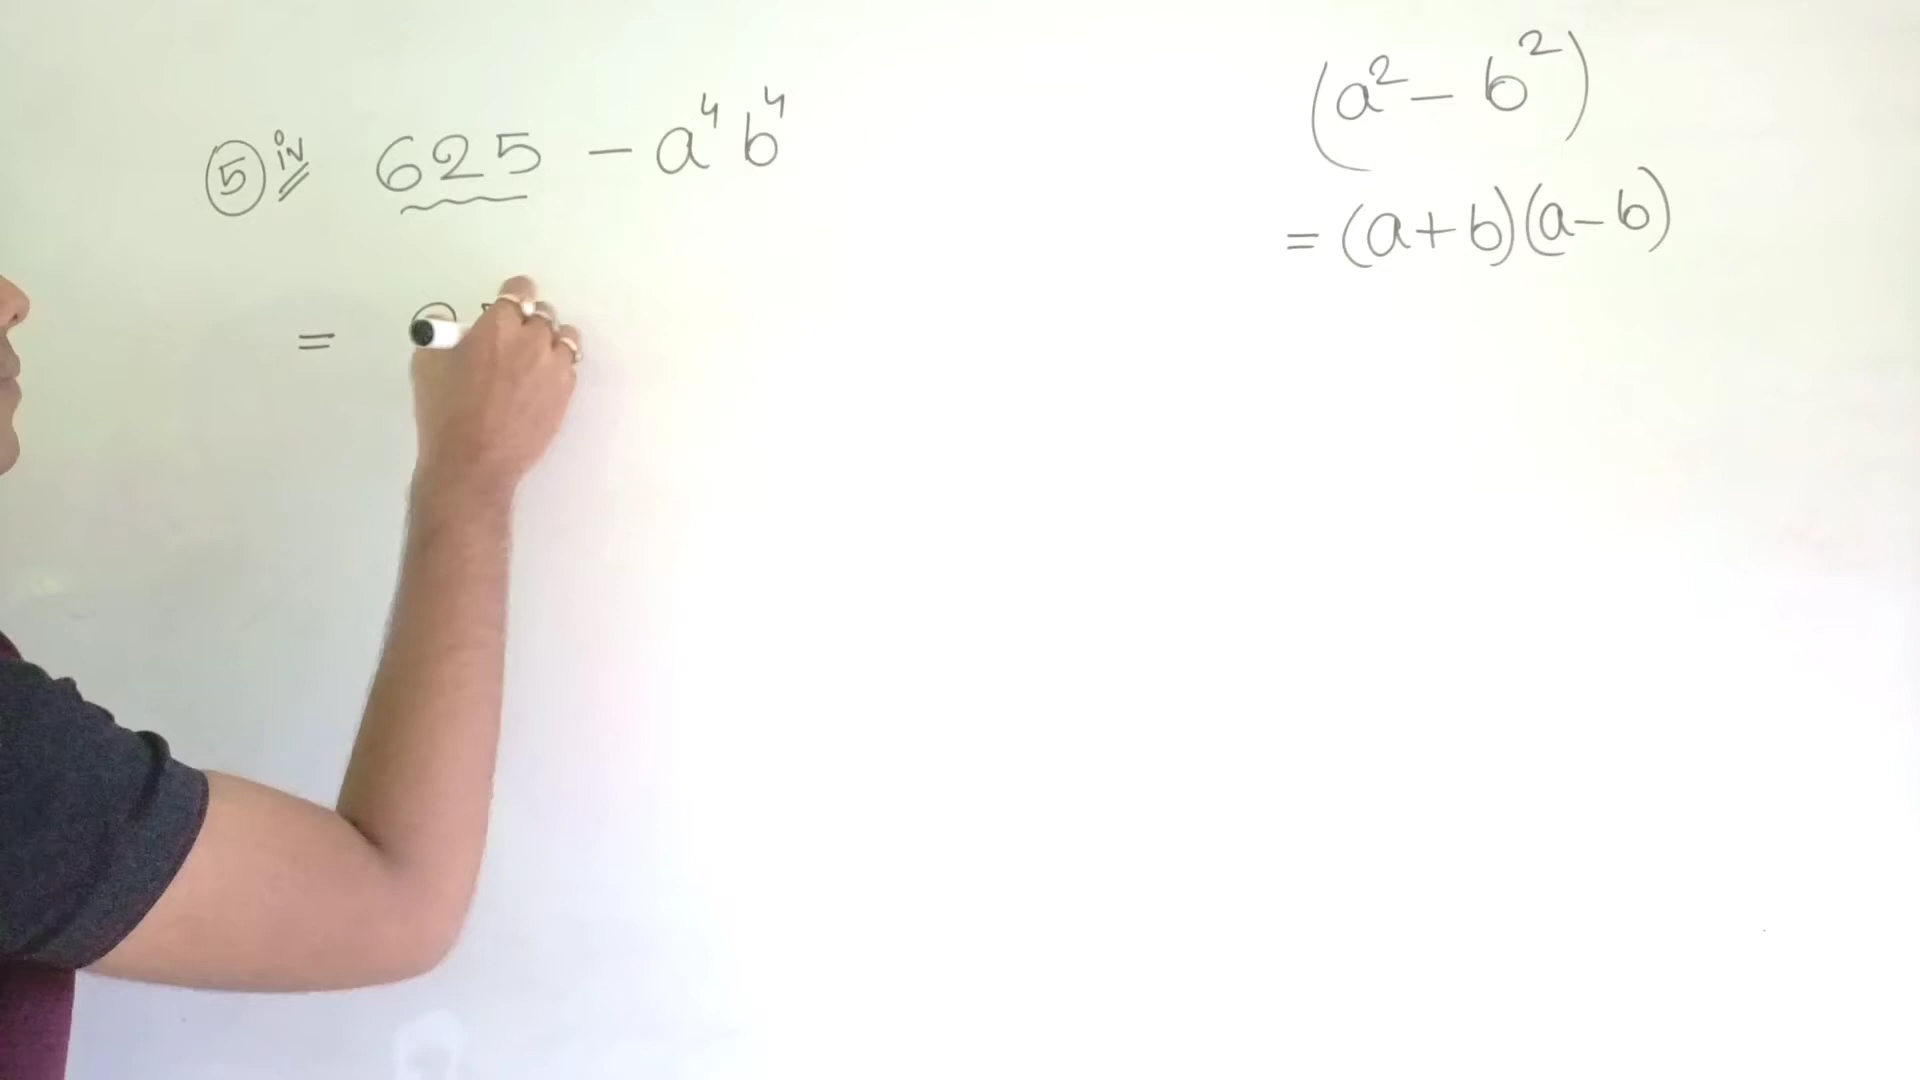 ⑤ iv 625 - a⁴b⁴
=
(a² - b²)
= (a+b)(a-b)